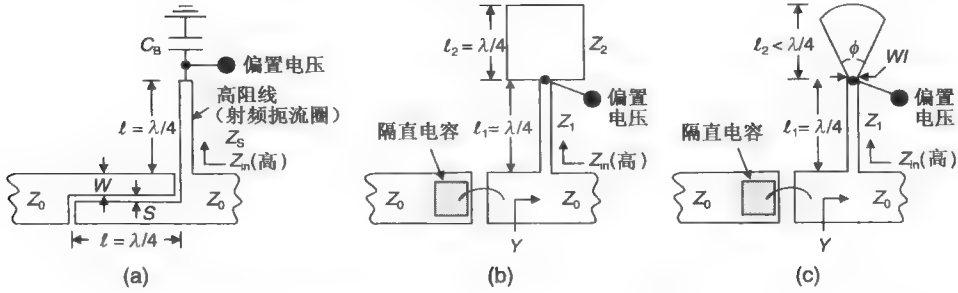 C_B
偏置电压
高阻线
(射频扼流圈)
ℓ = λ/4
Z_S
Z_in(高)
Z_0
W
S
Z_0
ℓ = λ/4
(a)
ℓ_2 = λ/4
Z_2
偏置
电压
ℓ_1 = λ/4
Z_1
隔直电容
Z_in(高)
Z_0
Z_0
Y
(b)
ℓ_2 < λ/4
ϕ
WI
偏置
电压
ℓ_1 = λ/4
Z_1
隔直电容
Z_in(高)
Z_0
Z_0
Y
(c)